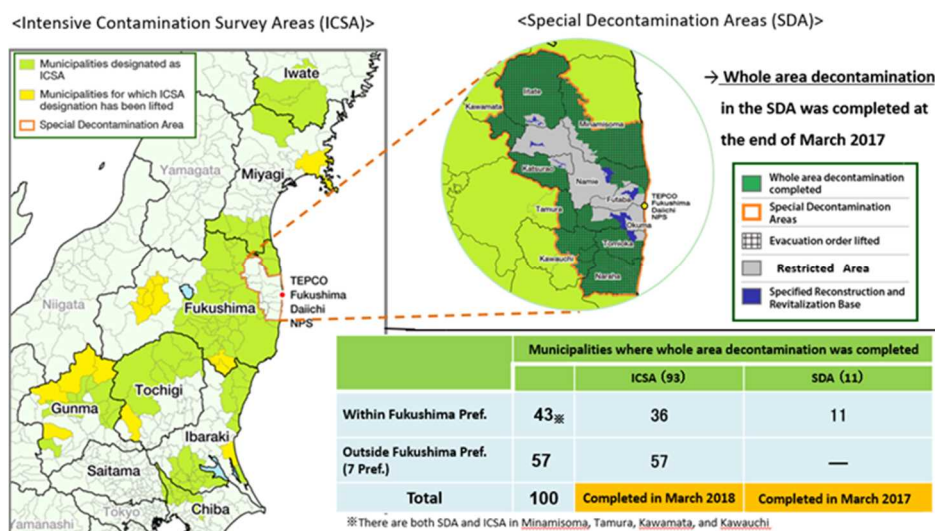 <Intensive Contamination Survey Areas (ICSA)>
Municipalities designated as
ICSA
Municipalities for which ICSA
designation has been lifted
Special Decontamination Area
Iwate
Yamagata
Miyagi
Niigata
Fukushima
TEPCO
Fukushima
Daiichi
NPS
Tochigi
Gunma
Ibaraki
Saitama
Tokyo
Chiba
Yamanashi
<Special Decontamination Areas (SDA)>
Iitate
Kawamata
Minamisoma
Katsurao
Namie
Futaba
Tamura
Okuma
Tomioka
Kawauchi
Naraha
TEPCO
Fukushima
Daiichi
NPS
→ Whole area decontamination
in the SDA was completed at
the end of March 2017
Whole area decontamination
completed
Special Decontamination
Areas
Evacuation order lifted
Restricted Area
Specified Reconstruction and
Revitalization Base
Municipalities where whole area decontamination was completed
ICSA (93) SDA (11)
Within Fukushima Pref. 43※ 36 11
Outside Fukushima Pref.
(7 Pref.) 57 57 —
Total 100 Completed in March 2018 Completed in March 2017
※There are both SDA and ICSA in Minamisoma, Tamura, Kawamata, and Kawauchi